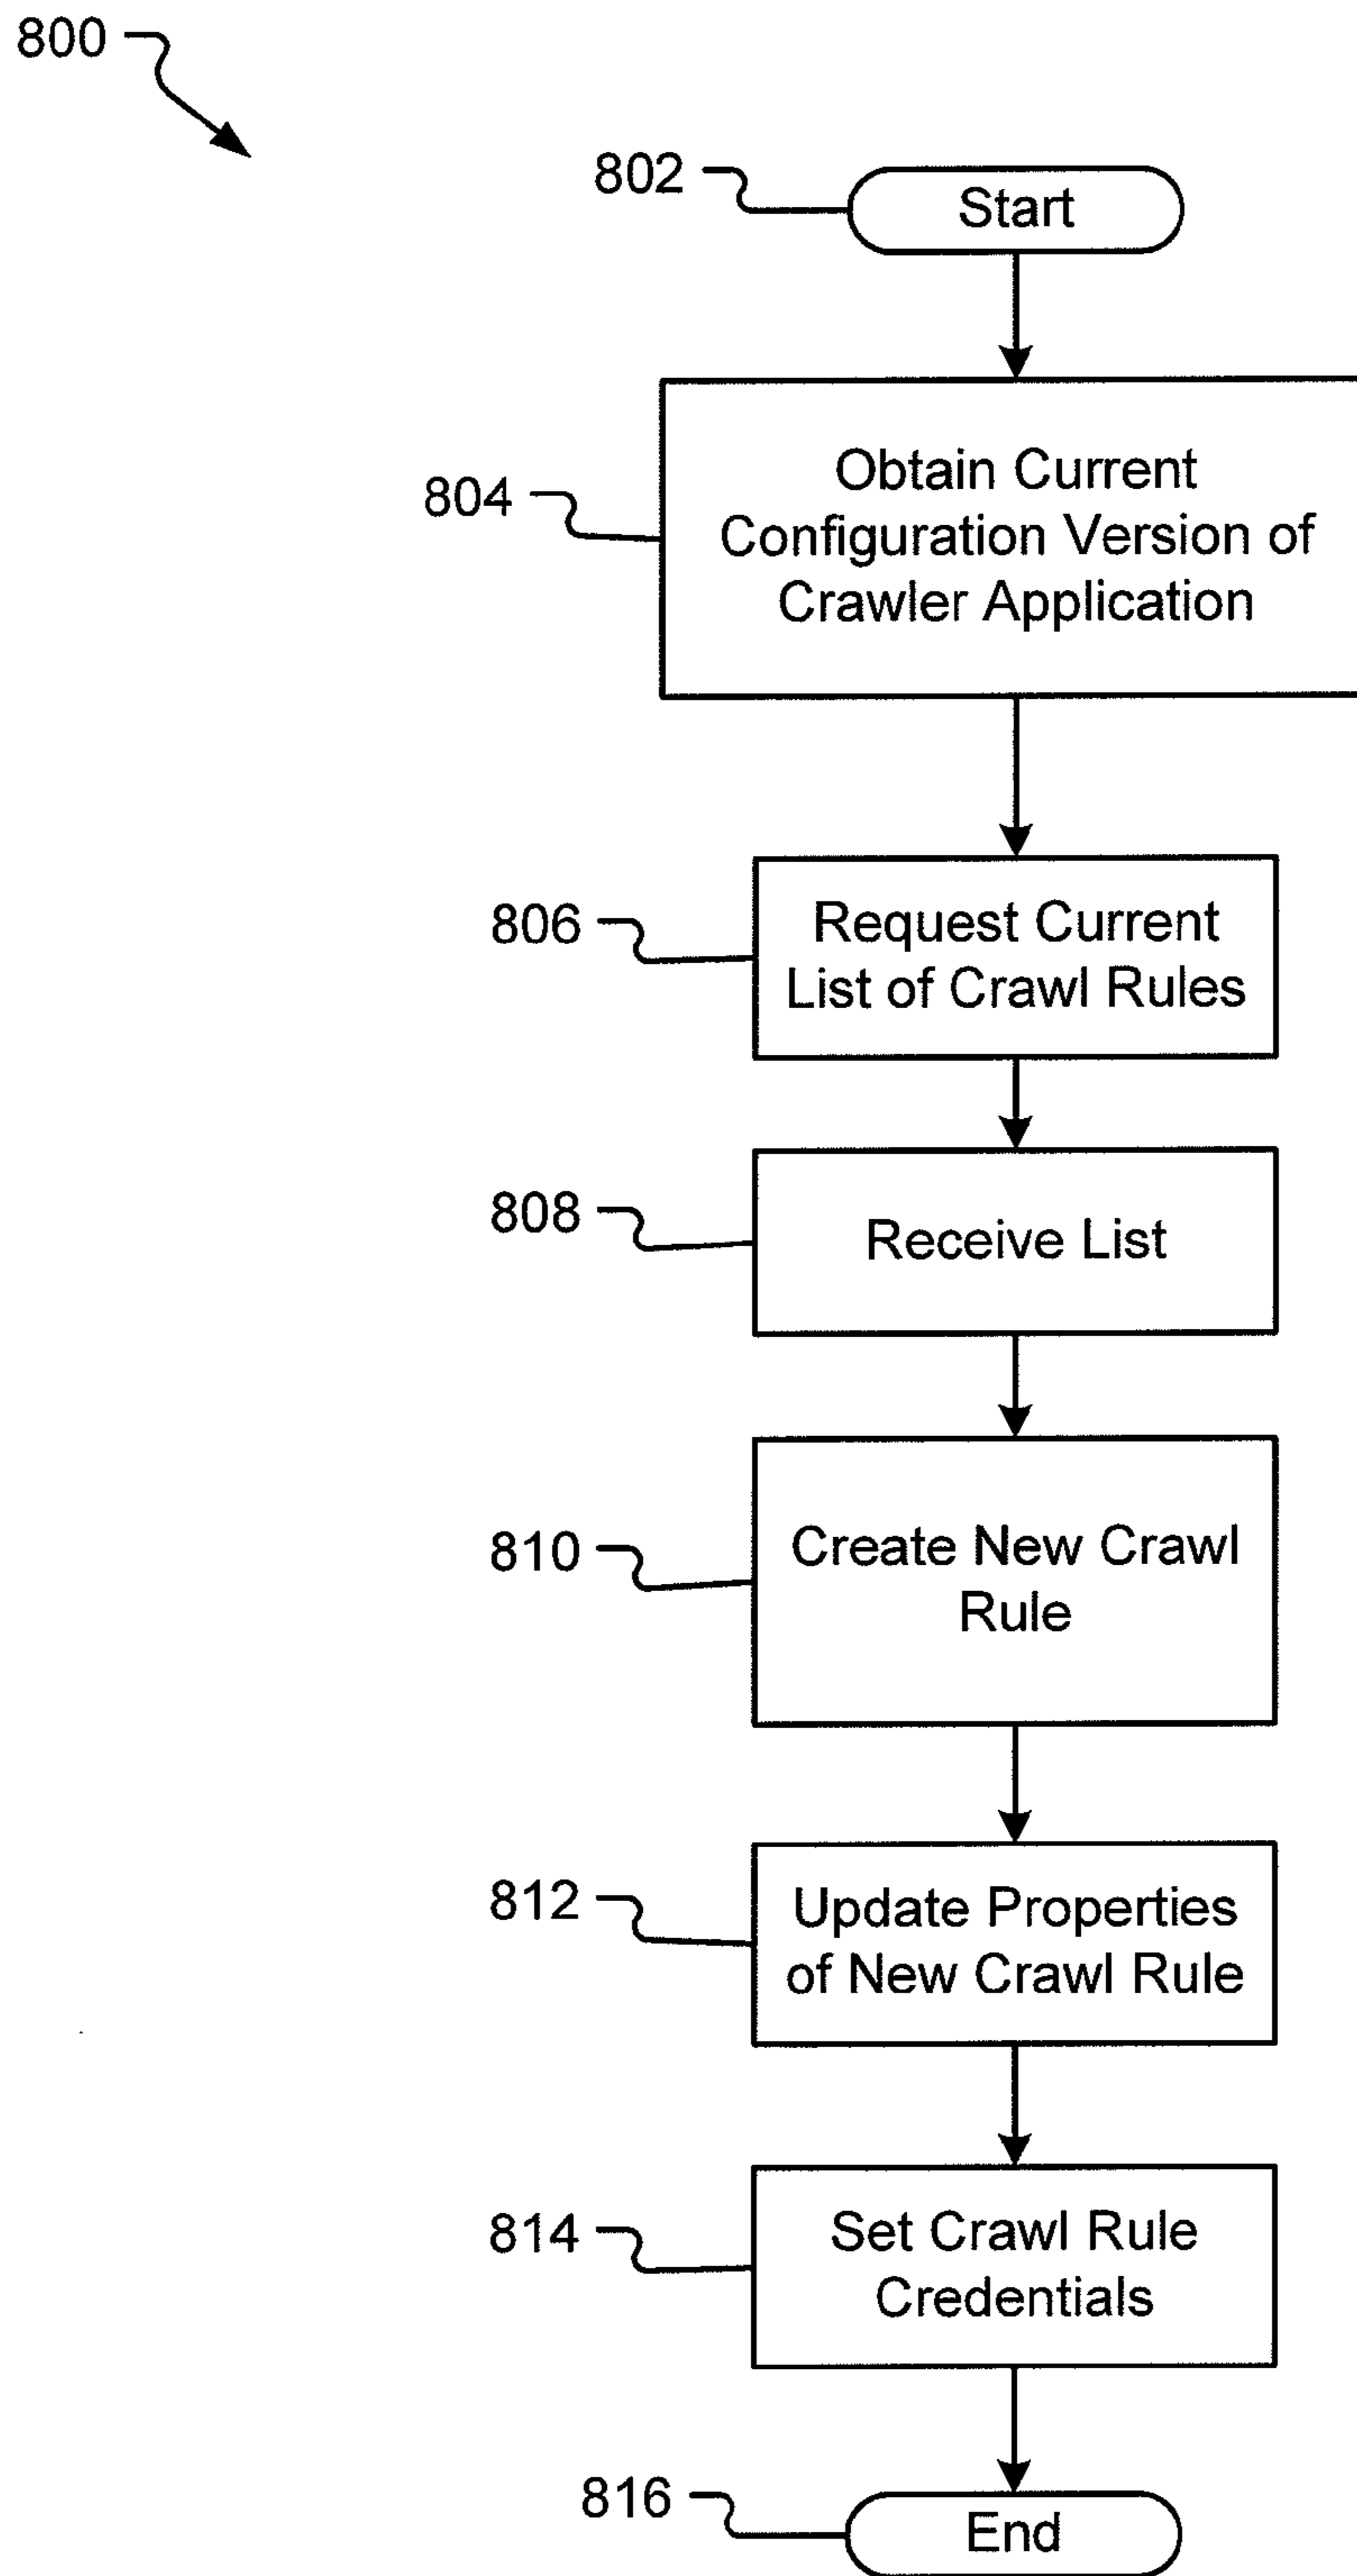 800
802
Start
804
Obtain Current
Configuration Version of
Crawler Application
806
Request Current
List of Crawl Rules
808
Receive List
810
Create New Crawl
Rule
812
Update Properties
of New Crawl Rule
814
Set Crawl Rule
Credentials
816
End